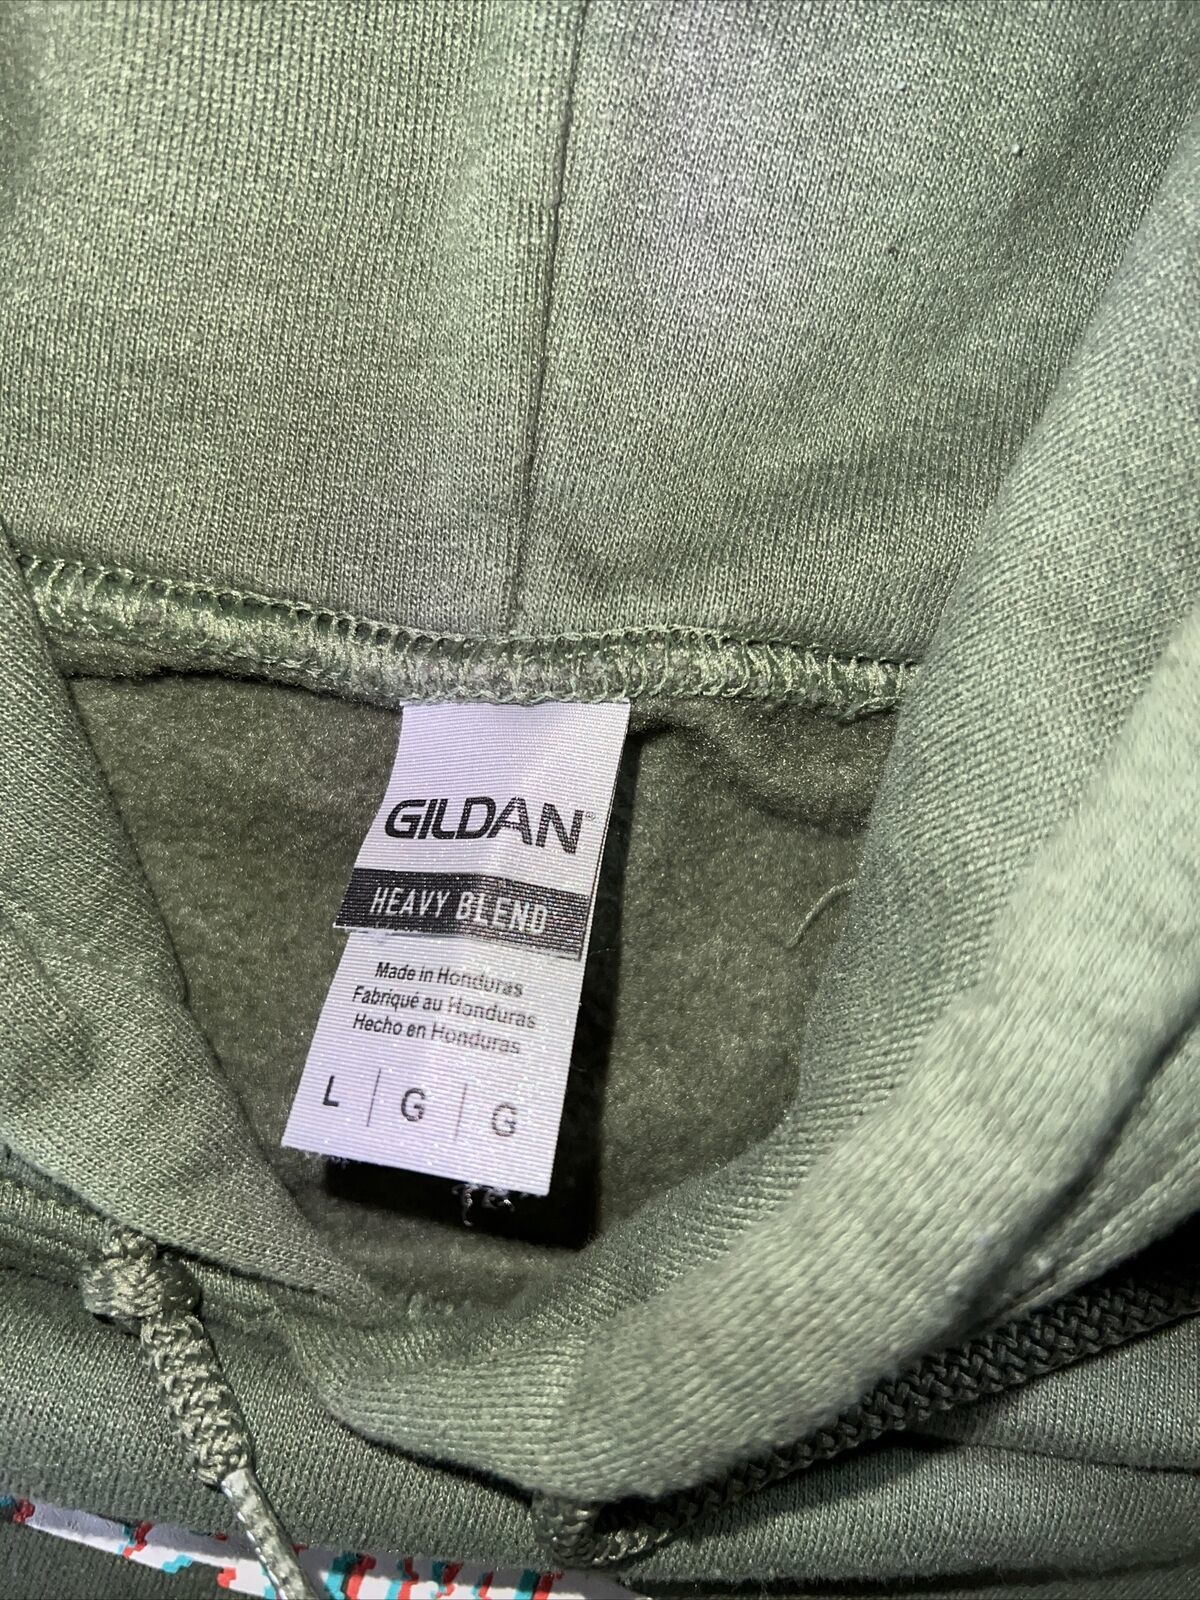 GILDAN®
HEAVY BLEND
Made in Honduras
Fabriqué au Honduras
Hecho en Honduras
L | G | G